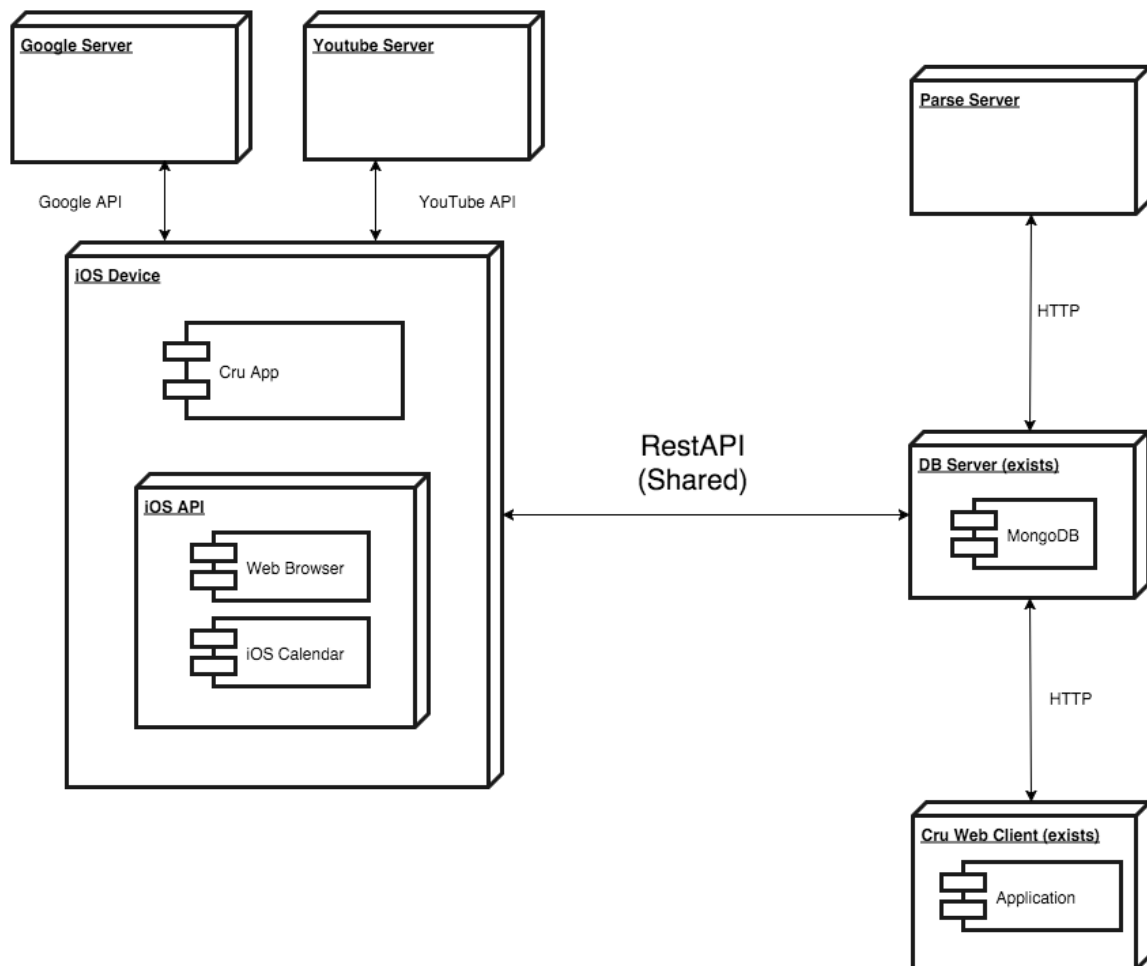 Google Server
Youtube Server
Parse Server
Google API
YouTube API
iOS Device
HTTP
Cru App
RestAPI
(Shared)
DB Server (exists)
iOS API
MongoDB
Web Browser
iOS Calendar
HTTP
Cru Web Client (exists)
Application